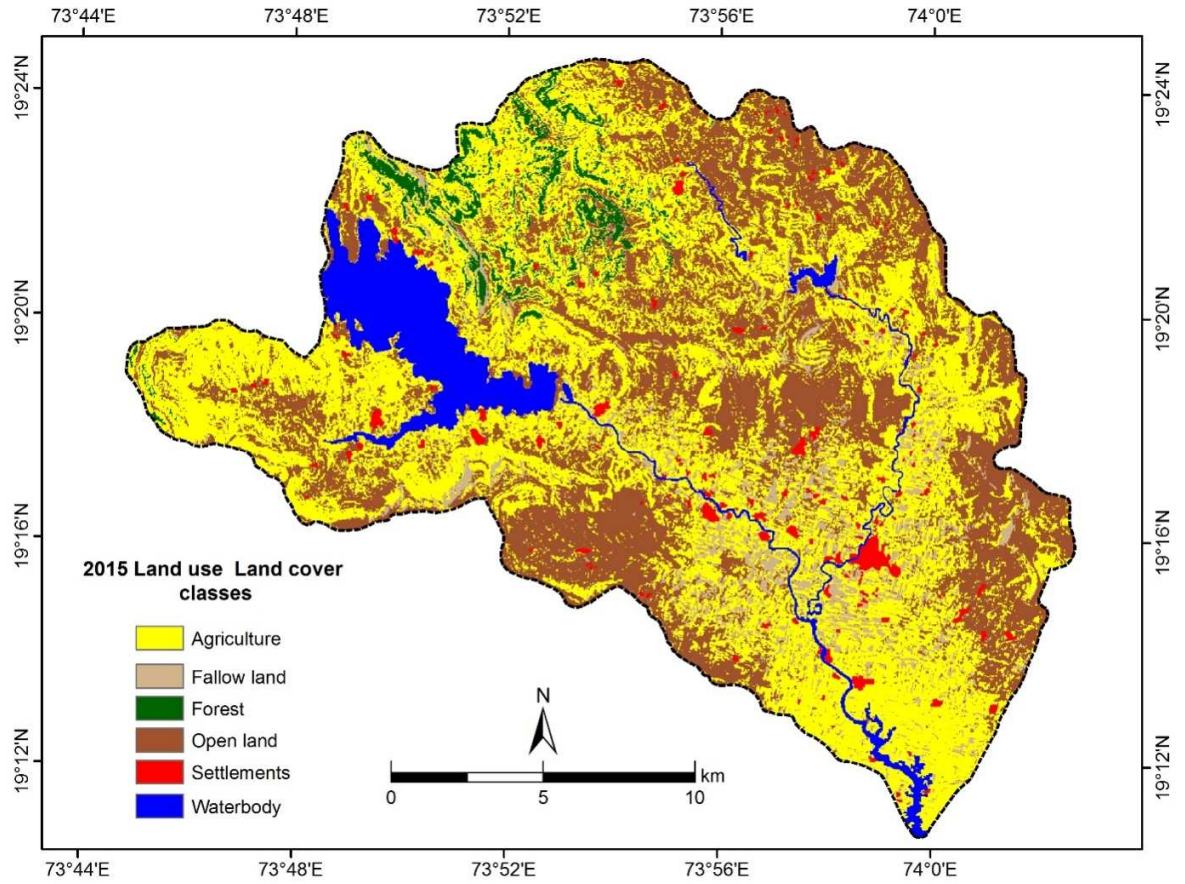 73°44'E 73°48'E 73°52'E 73°56'E 74°0'E
19°24'N 19°24'N
19°20'N 19°20'N
19°16'N 19°16'N
2015 Land use Land cover
classes
Agriculture
Fallow land
Forest
Open land
Settlements
Waterbody
N
km
0 5 10
19°12'N 19°12'N
73°44'E 73°48'E 73°52'E 73°56'E 74°0'E